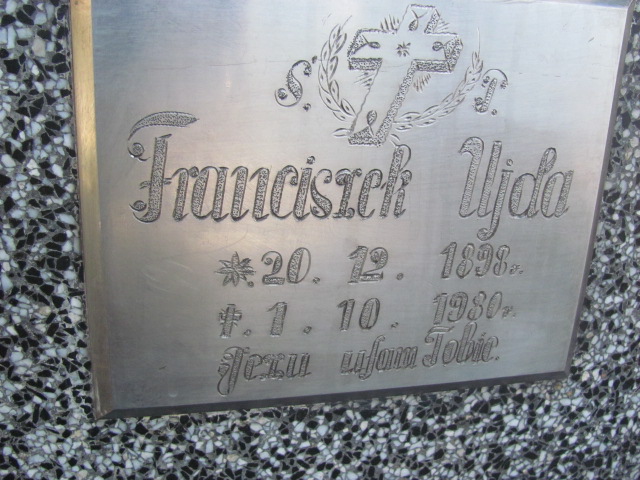 Ś. P.
Franciszek Ujda
*. 20. 12. 1898r.
†. 1. 10. 1980r.
Jezu ufam Tobie.